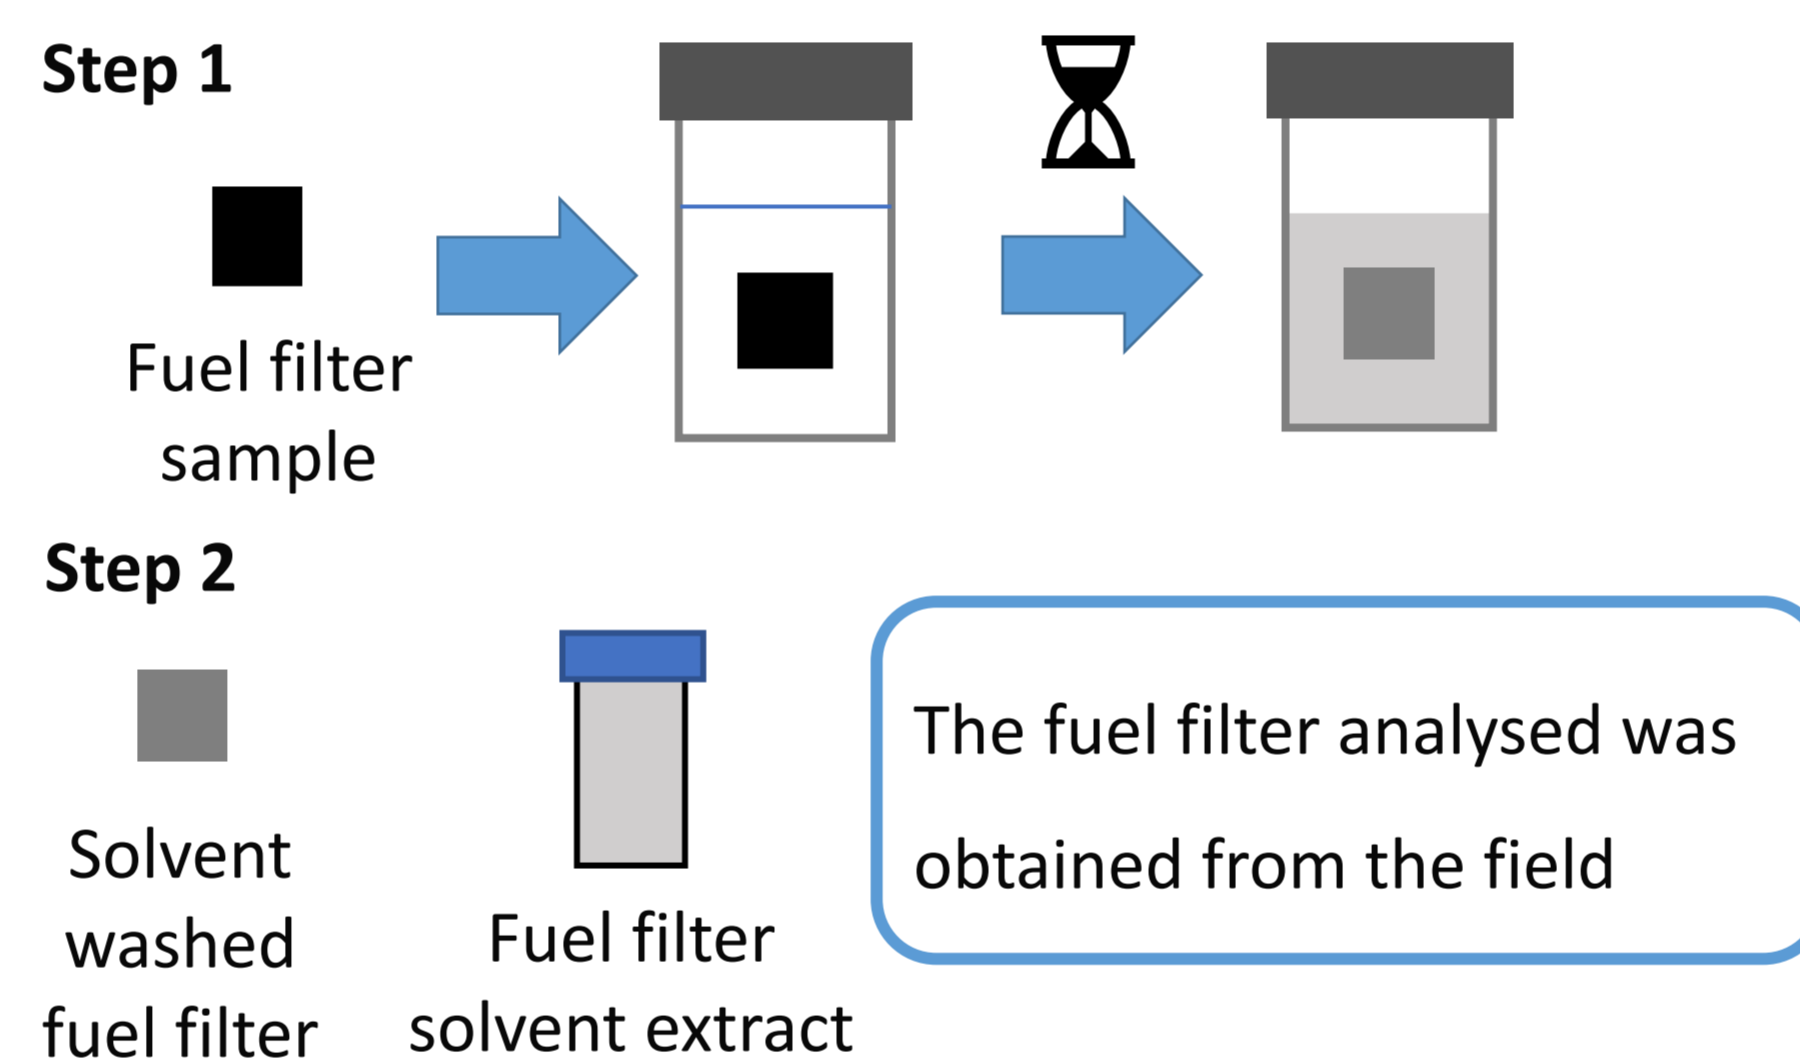 Step 1
Fuel filter
sample
Step 2
Solvent
washed
fuel filter
Fuel filter
solvent extract
The fuel filter analysed was
obtained from the field